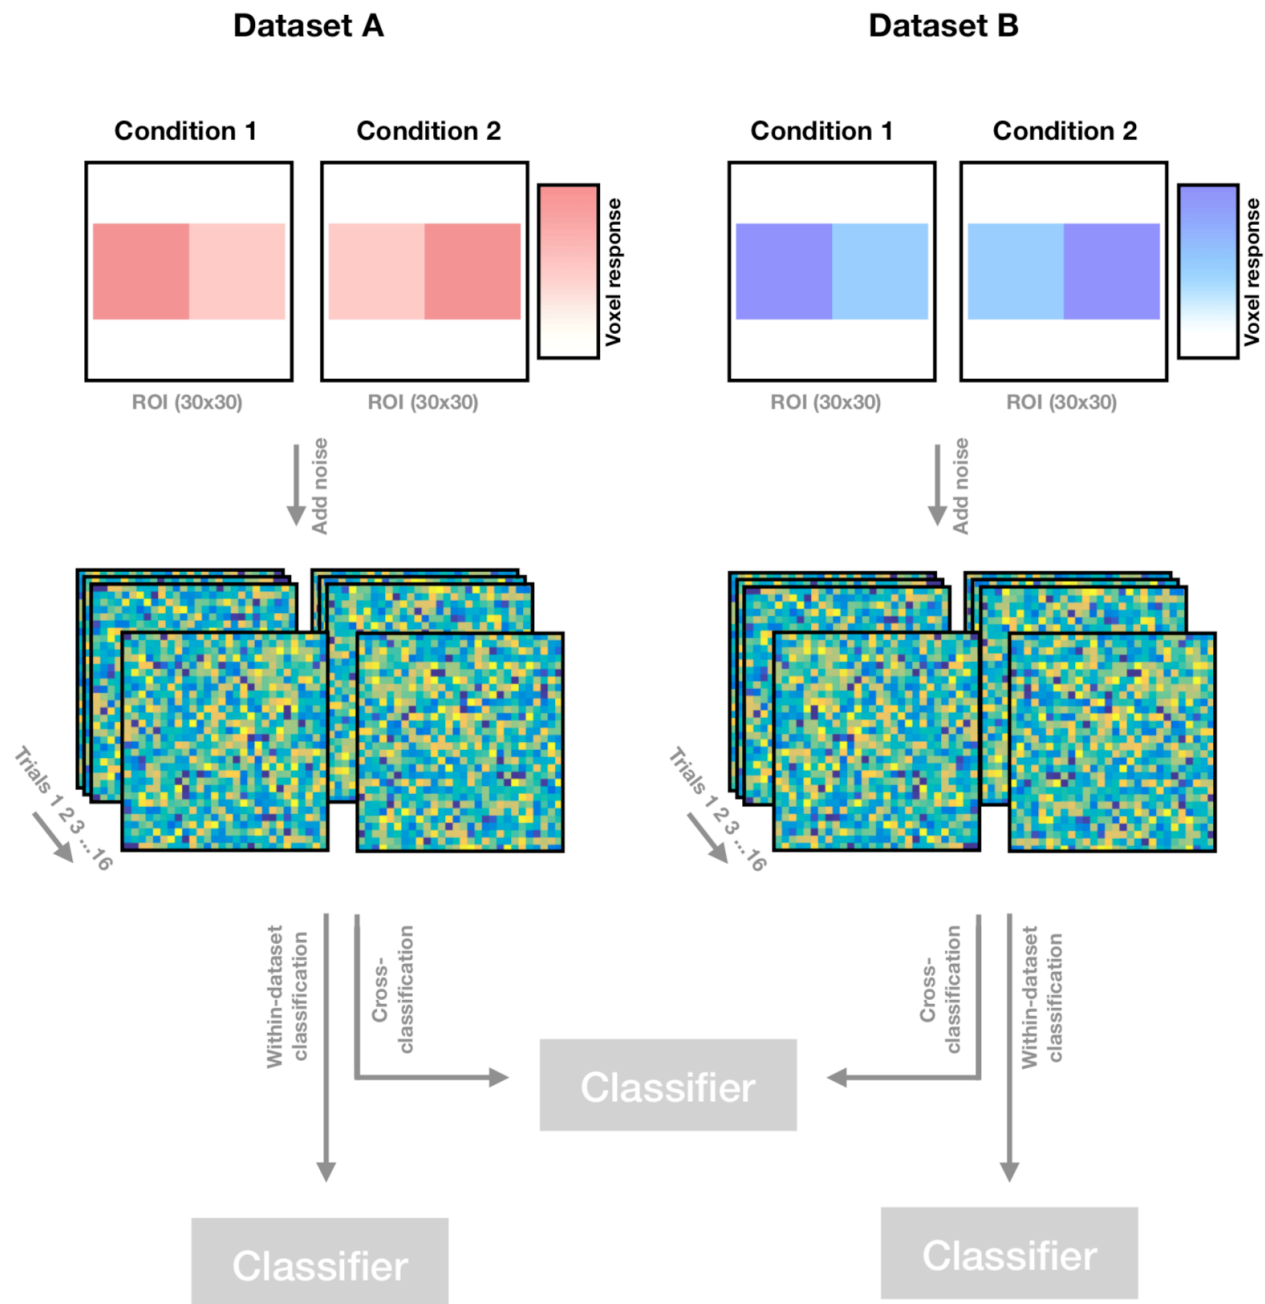 Dataset A
Dataset B
Condition 1
Condition 2
Condition 1
Condition 2
Voxel response
Voxel response
ROI (30x30)
ROI (30x30)
ROI (30x30)
ROI (30x30)
Add noise
Add noise
Trials 1 2 3 ...16
Trials 1 2 3 ...16
Within-dataset
classification
Cross-
classification
Cross-
classification
Within-dataset
classification
Classifier
Classifier
Classifier